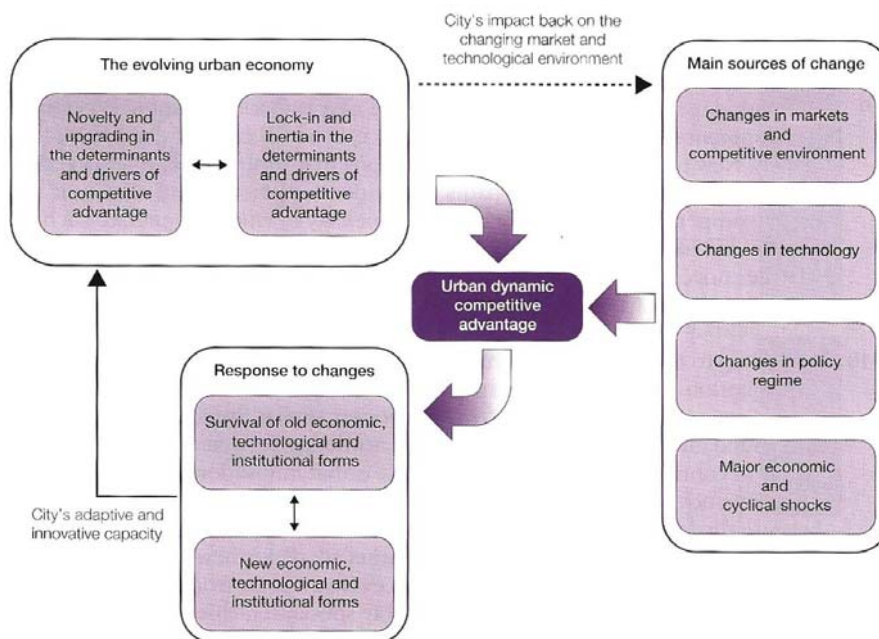 City's impact back on the
changing market and
technological environment
The evolving urban economy
Novelty and
upgrading in
the determinants
and drivers of
competitive
advantage
Lock-in and
inertia in the
determinants
and drivers of
competitive
advantage
Main sources of change
Changes in markets
and
competitive environment
Changes in technology
Changes in policy
regime
Major economic
and
cyclical shocks
Urban dynamic
competitive
advantage
Response to changes
Survival of old economic,
technological and
institutional forms
New economic,
technological and
institutional forms
City's adaptive and
innovative capacity